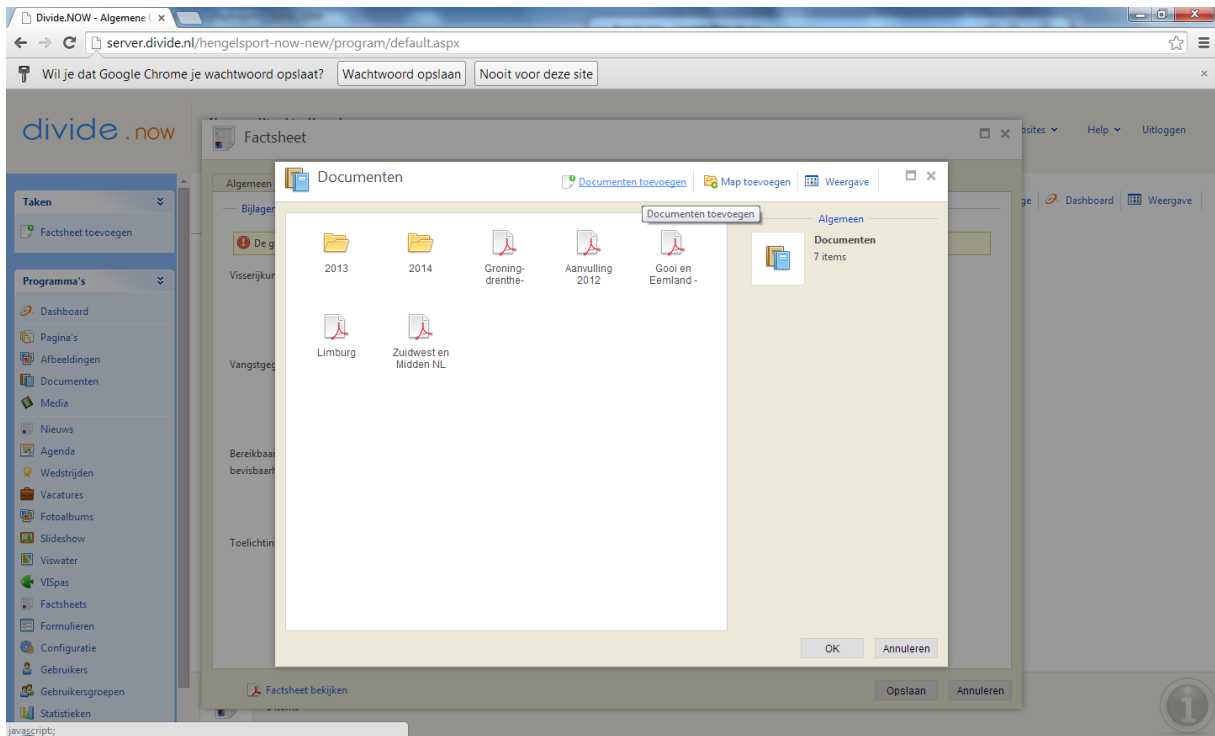 Divide.NOW - Algemene l
server.divide.nl/hengelsport-now-new/program/default.aspx
Wil je dat Google Chrome je wachtwoord opslaat? Wachtwoord opslaan Nooit voor deze site
divide.now
Factsheet
Help Uitloggen
Algemeen
Documenten
Documenten toevoegen Map toevoegen Weergave
Dashboard Weergave
Taken
Factsheet toevoegen
Bijlagen
Documenten toevoegen
Algemeen
De g
Documenten
7 items
Visserijkun
2013 2014 Groning-drenthe- Aanvulling 2012 Gooi en Eemland -
Programma's
Dashboard
Pagina's
Afbeeldingen
Documenten
Media
Limburg Zuidwest en Midden NL
Vangstgeg
Nieuws
Agenda
Wedstrijden
Vacatures
Fotoalbums
Slideshow
Viswater
VISpas
Factsheets
Formulieren
Configuratie
Gebruikers
Gebruikersgroepen
Statistieken
Bereikbaar
bevisbaarh
Toelichtin
OK Annuleren
Factsheet bekijken
Opslaan Annuleren
javascript:;